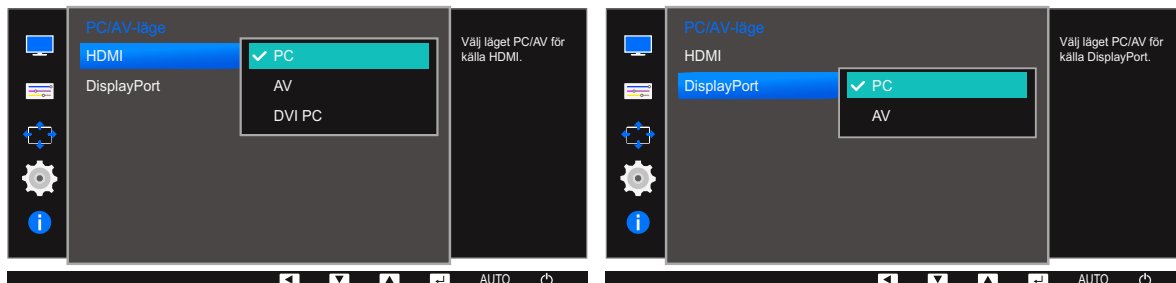 PC/AV-läge
HDMI
DisplayPort
PC
AV
DVI PC
Välj läget PC/AV för
källa HDMI.
AUTO
PC/AV-läge
HDMI
DisplayPort
PC
AV
Välj läget PC/AV för
källa DisplayPort.
AUTO